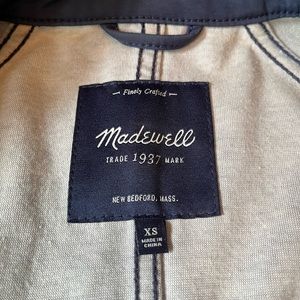 — Finely Crafted —
Madewell
TRADE 1937 MARK
NEW BEDFORD, MASS.
XS
MADE IN
CHINA